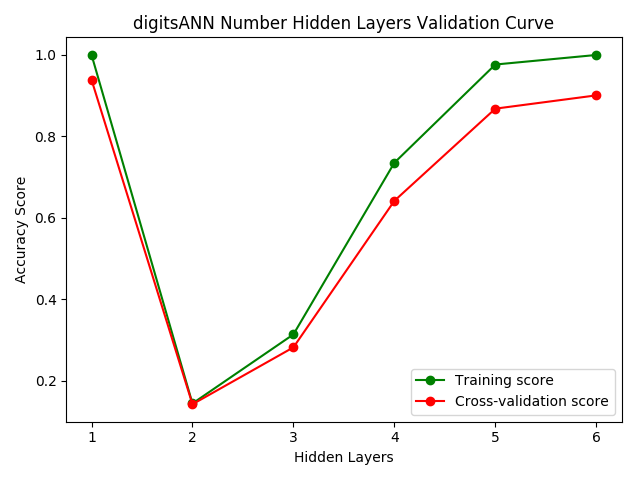 digitsANN Number Hidden Layers Validation Curve
1.0
0.8
0.6
0.4
0.2
Accuracy Score
Training score
Cross-validation score
1 2 3 4 5 6
Hidden Layers